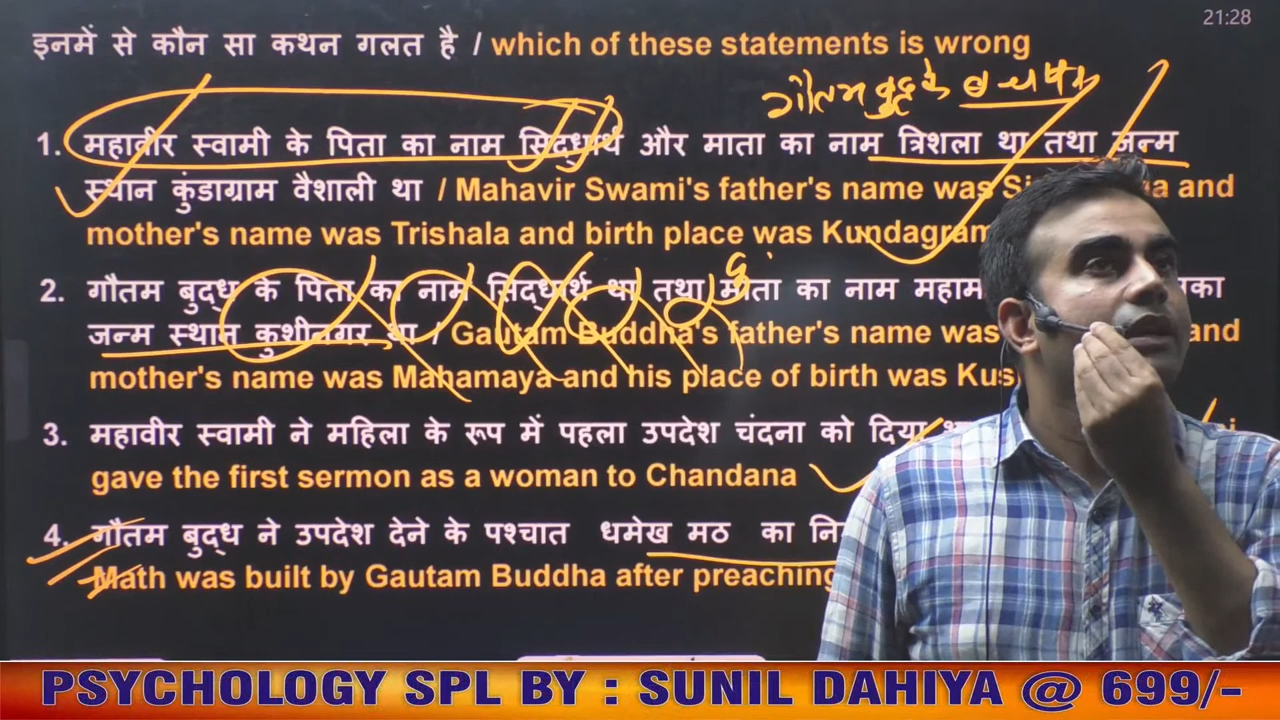 21:28
इनमें से कौन सा कथन गलत है / which of these statements is wrong
गौतम बुद्ध के बचपन
1. महावीर स्वामी के पिता का नाम सिद्धार्थ और माता का नाम त्रिशला था तथा जन्म
स्थान कुंडाग्राम वैशाली था / Mahavir Swami's father's name was and
mother's name was Trishala and birth place was Kundagram
2. गौतम बुद्ध के पिता का नाम सिद्धार्थ था तथा माता का नाम
जन्म स्थान कुशीनगर था / Gautam Buddha's father's name was and
mother's name was Mahamaya and his place of birth was
3. महावीर स्वामी ने महिला के रूप में पहला उपदेश चंदना को दिया
gave the first sermon as a woman to Chandana
4. गौतम बुद्ध ने उपदेश देने के पश्चात धमेख मठ का
Math was built by Gautam Buddha after preaching
PSYCHOLOGY SPL BY : SUNIL DAHIYA @ 699/-